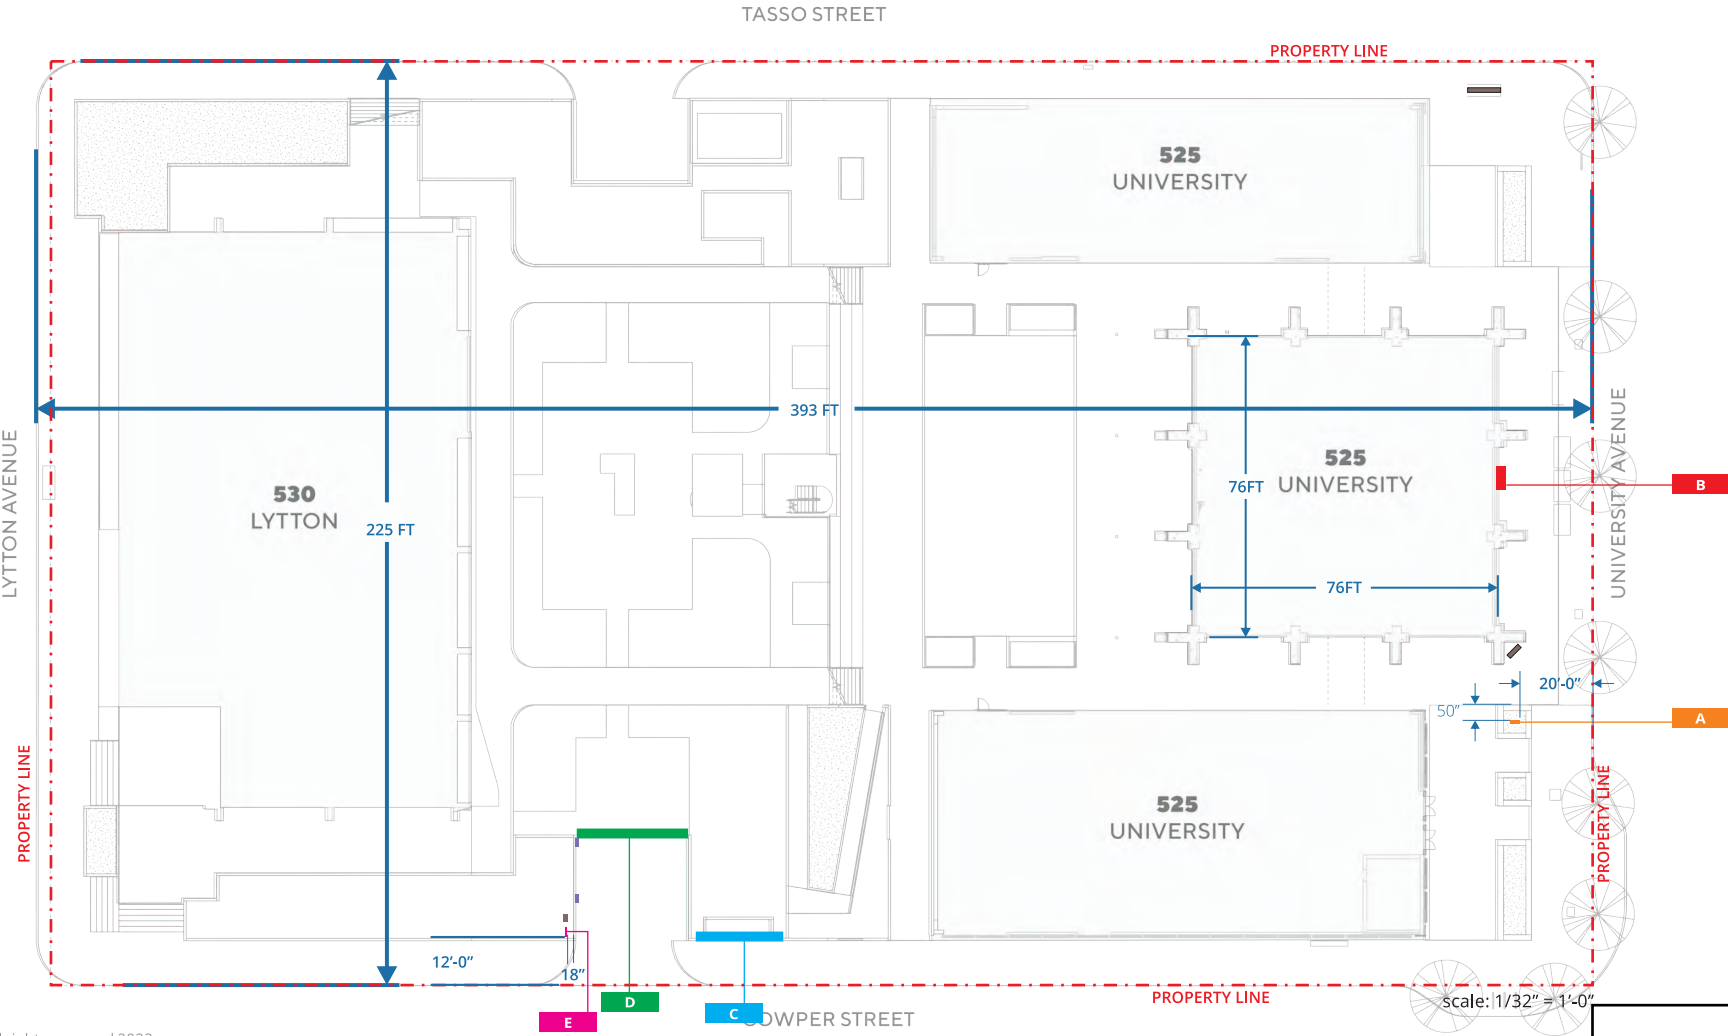 TASSO STREET
PROPERTY LINE
525
UNIVERSITY
393 FT
LYTTON AVENUE
530
LYTTON
225 FT
76FT
525
UNIVERSITY
UNIVERSITY AVENUE
B
76FT
20'-0"
50"
A
PROPERTY LINE
525
UNIVERSITY
PROPERTY LINE
12'-0"
18"
PROPERTY LINE
scale: 1/32" = 1'-0"
D
C
E
COWPER STREET